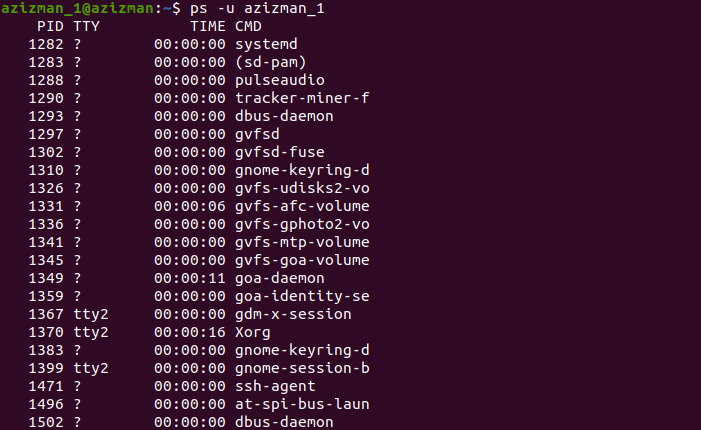 azizman_1@azizman:~$ ps -u azizman_1
PID TTY TIME CMD
1282 ? 00:00:00 systemd
1283 ? 00:00:00 (sd-pam)
1288 ? 00:00:00 pulseaudio
1290 ? 00:00:00 tracker-miner-f
1293 ? 00:00:00 dbus-daemon
1297 ? 00:00:00 gvfsd
1302 ? 00:00:00 gvfsd-fuse
1310 ? 00:00:00 gnome-keyring-d
1326 ? 00:00:00 gvfs-udisks2-vo
1331 ? 00:00:06 gvfs-afc-volume
1336 ? 00:00:00 gvfs-gphoto2-vo
1341 ? 00:00:00 gvfs-mtp-volume
1345 ? 00:00:00 gvfs-goa-volume
1349 ? 00:00:11 goa-daemon
1359 ? 00:00:00 goa-identity-se
1367 tty2 00:00:00 gdm-x-session
1370 tty2 00:00:16 Xorg
1383 ? 00:00:00 gnome-keyring-d
1399 tty2 00:00:00 gnome-session-b
1471 ? 00:00:00 ssh-agent
1496 ? 00:00:00 at-spi-bus-laun
1502 ? 00:00:00 dbus-daemon